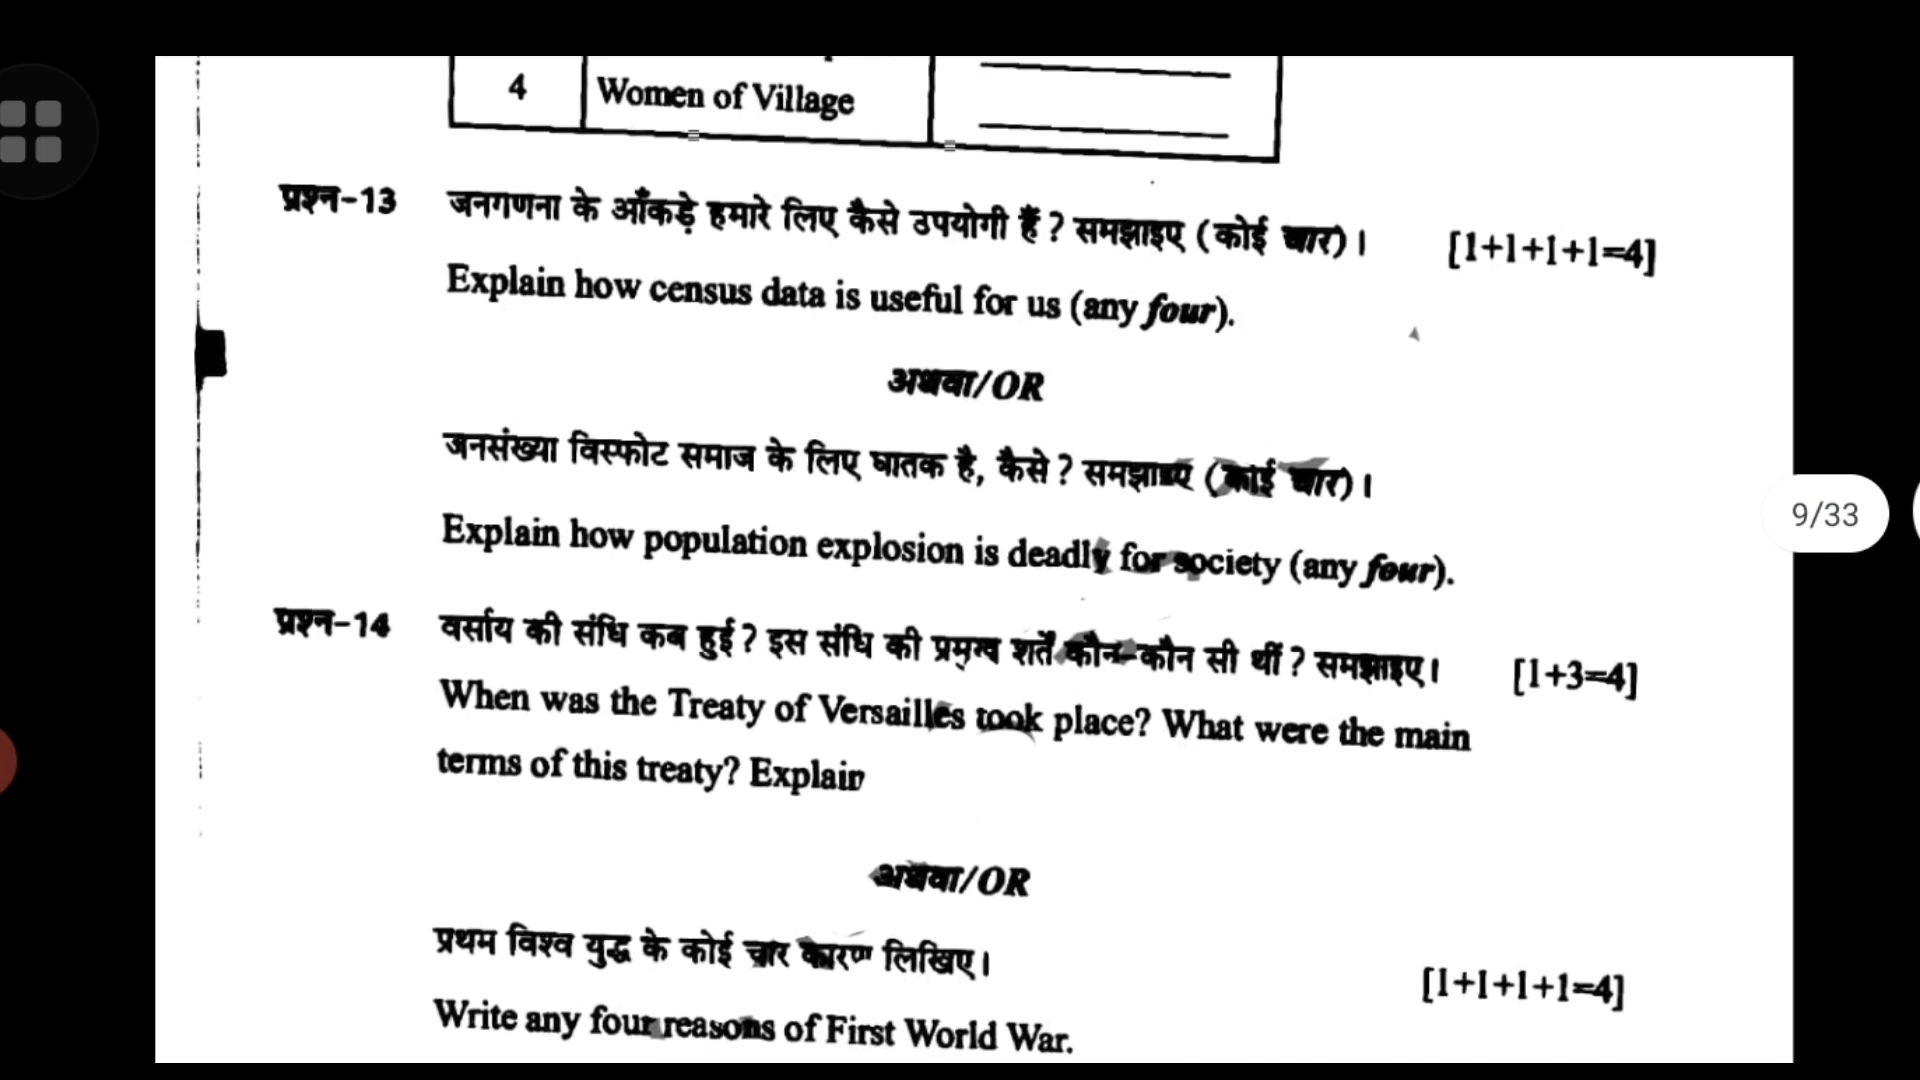 4 Women of Village
प्रश्न-13 जनगणना के आँकड़े हमारे लिए कैसे उपयोगी हैं ? समझाइए (कोई चार) । [1+1+1+1=4]
Explain how census data is useful for us (any four).
अथवा/OR
जनसंख्या विस्फोट समाज के लिए घातक है, कैसे ? समझाइए (कोई चार) ।
Explain how population explosion is deadly for society (any four).
9/33
प्रश्न-14 वर्साय की संधि कब हुई ? इस संधि की प्रमुख शर्तें कौन-कौन सी थीं ? समझाइए । [1+3=4]
When was the Treaty of Versailles took place? What were the main
terms of this treaty? Explain
अथवा/OR
प्रथम विश्व युद्ध के कोई चार कारण लिखिए । [1+1+1+1=4]
Write any four reasons of First World War.